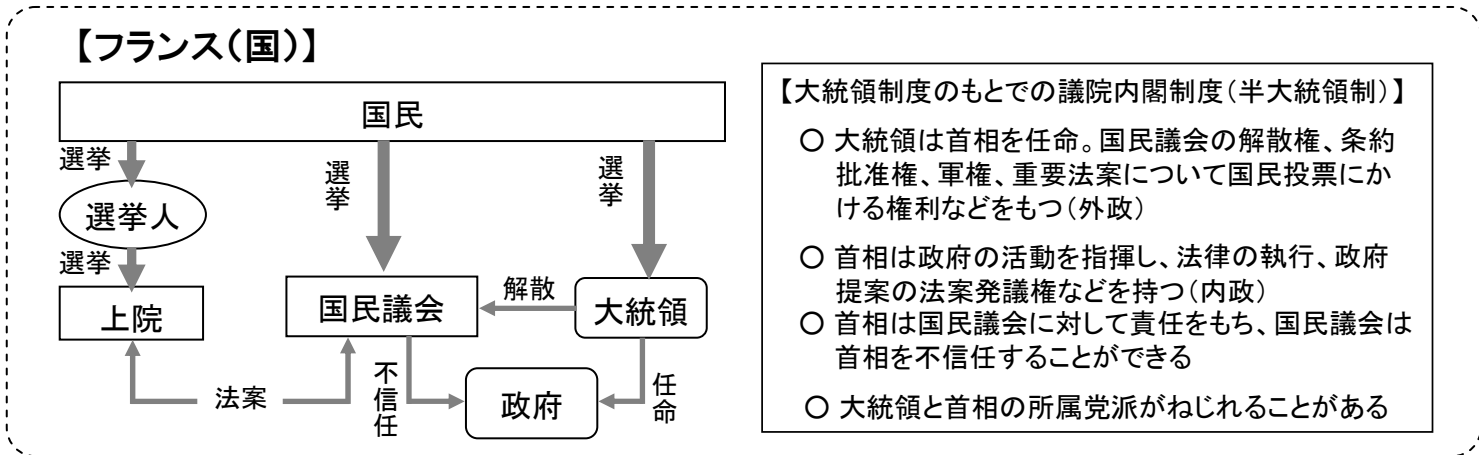 【フランス(国)】
国民
選挙
選挙
選挙
選挙人
選挙
上院
国民議会
解散
大統領
法案
不信任
政府
任命
【大統領制度のもとでの議院内閣制度(半大統領制)】
○ 大統領は首相を任命。国民議会の解散権、条約
批准権、軍権、重要法案について国民投票にか
ける権利などをもつ(外政)
○ 首相は政府の活動を指揮し、法律の執行、政府
提案の法案発議権などを持つ(内政)
○ 首相は国民議会に対して責任をもち、国民議会は
首相を不信任することができる
○ 大統領と首相の所属党派がねじれることがある